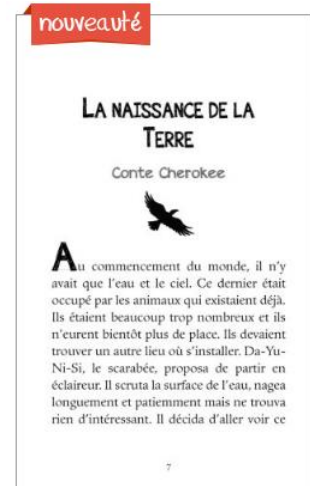 nouveauté
LA NAISSANCE DE LA
TERRE
Conte Cherokee
Au commencement du monde, il n'y
avait que l'eau et le ciel. Ce dernier était
occupé par les animaux qui existaient déjà.
Ils étaient beaucoup trop nombreux et ils
n'eurent bientôt plus de place. Ils devaient
trouver un autre lieu où s'installer. Da-Yu-
Ni-Si, le scarabée, proposa de partir en
éclaireur. Il scruta la surface de l'eau, nagea
longuement et patiemment mais ne trouva
rien d'intéressant. Il décida d'aller voir ce
7